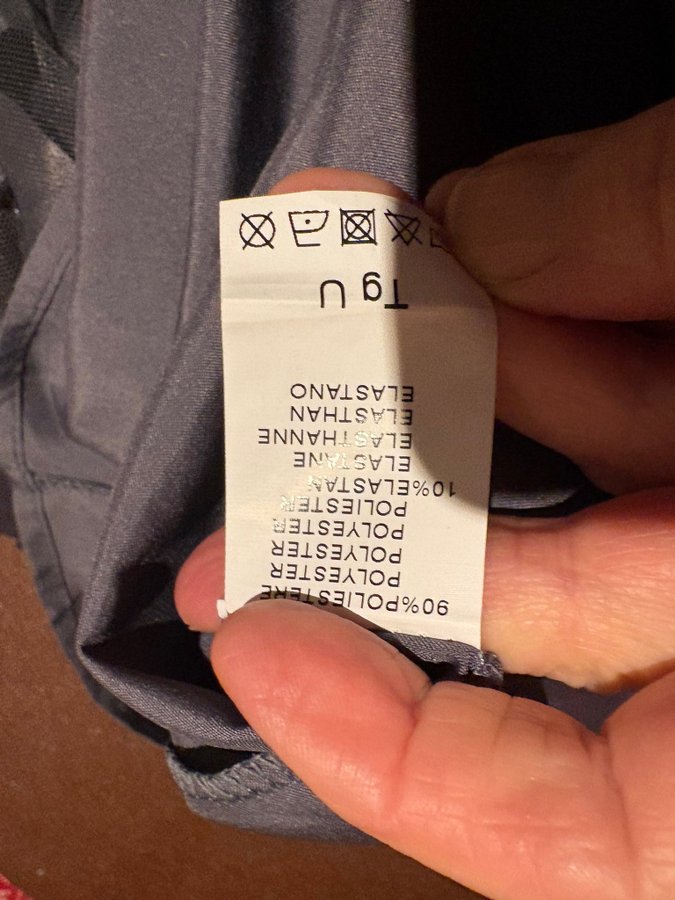 90%POLIESTERE
POLYESTER
POLYESTER
POLYESTER
POLIESTER
10%ELASTAN
ELASTANE
ELASTHANNE
ELASTHAN
ELASTANO
Tg U